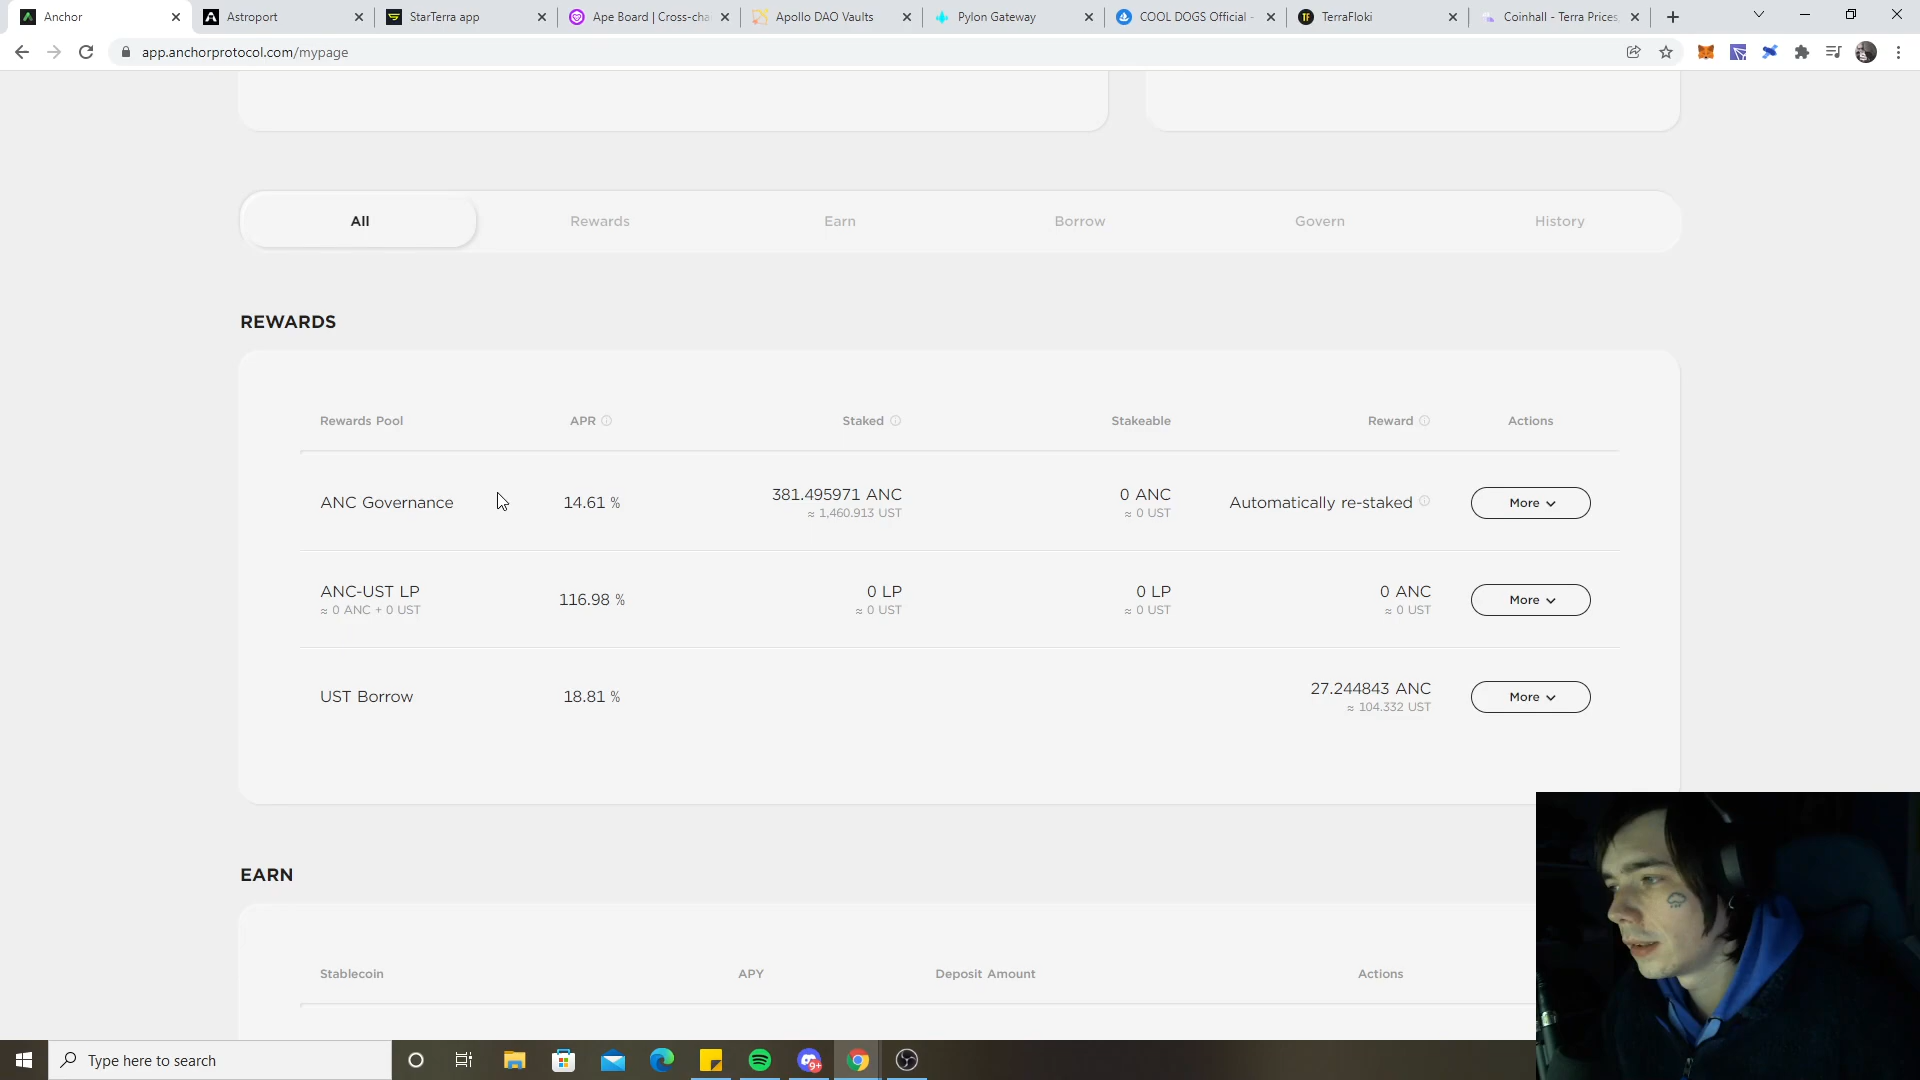 Anchor
Astroport
StarTerra app
Ape Board | Cross-cha
Apollo DAO Vaults
Pylon Gateway
COOL DOGS Official -
TerraFloki
Coinhall - Terra Prices,
app.anchorprotocol.com/mypage
All
Rewards
Earn
Borrow
Govern
History
REWARDS
Rewards Pool
APR
Staked
Stakeable
Reward
Actions
ANC Governance
14.61 %
381.495971 ANC
≈ 1,460.913 UST
0 ANC
≈ 0 UST
Automatically re-staked
More
ANC-UST LP
≈ 0 ANC + 0 UST
116.98 %
0 LP
≈ 0 UST
0 LP
≈ 0 UST
0 ANC
≈ 0 UST
More
UST Borrow
18.81 %
27.244843 ANC
≈ 104.332 UST
More
EARN
Stablecoin
APY
Deposit Amount
Actions
Type here to search
9+